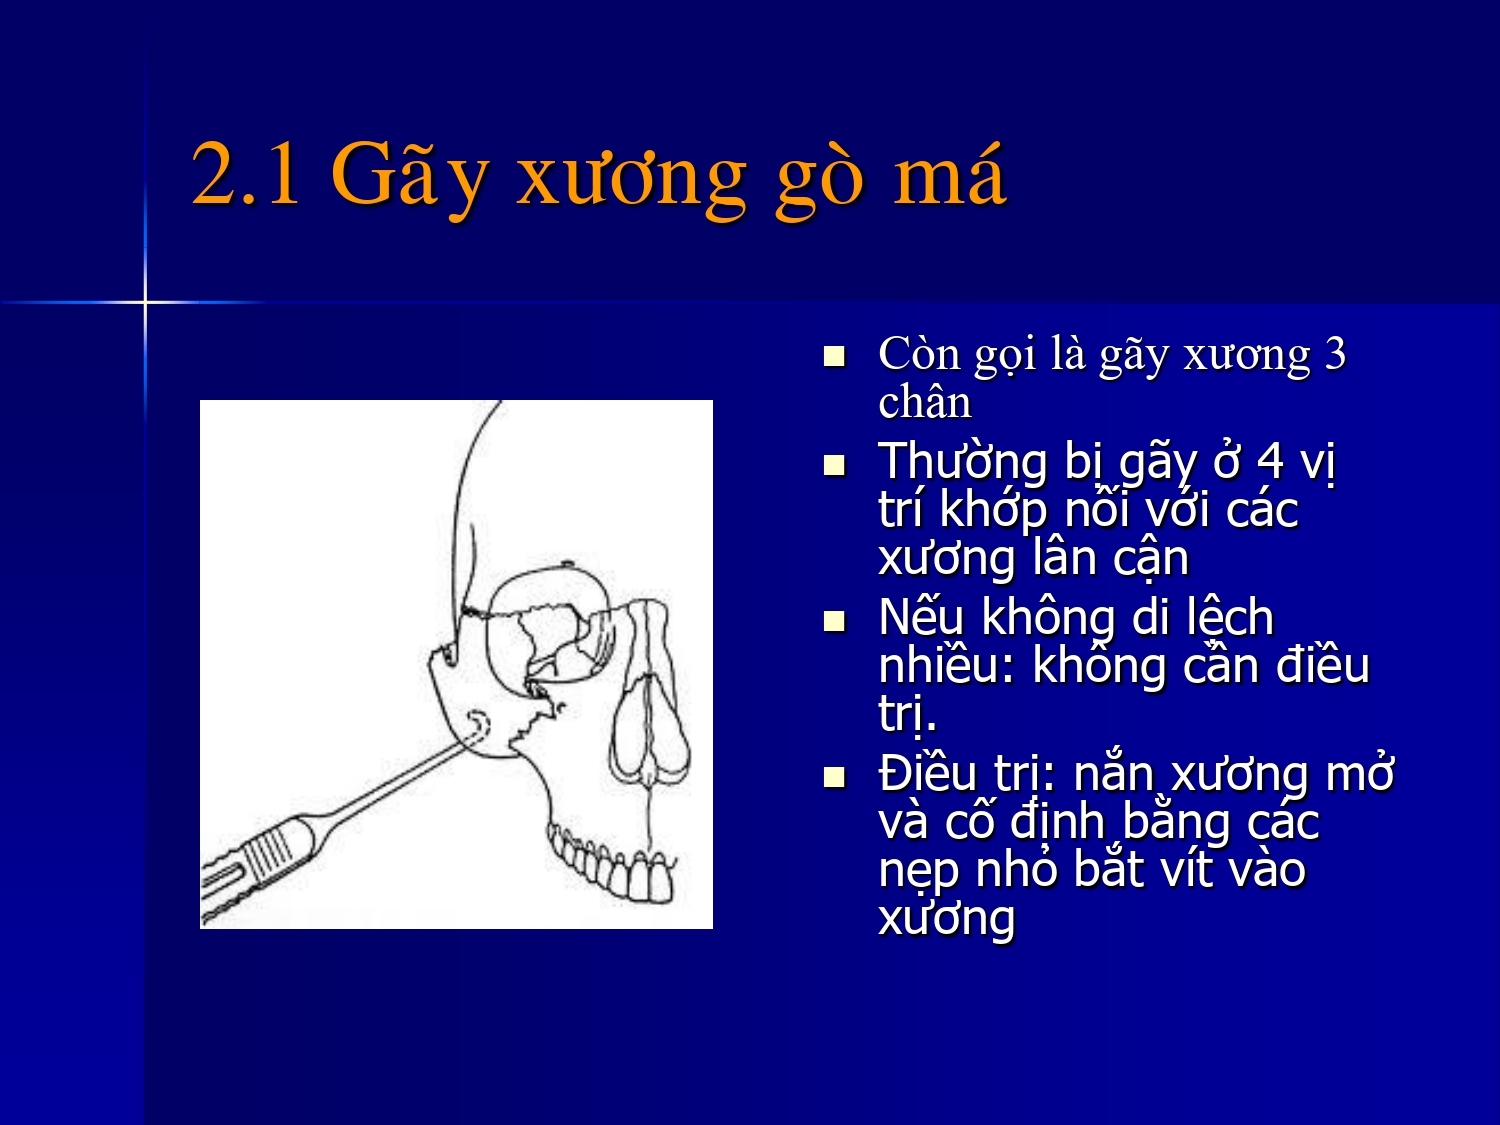 2.1 Gãy xương gò má
Còn gọi là gãy xương 3
chân
Thường bị gãy ở 4 vị
trí khớp nối với các
xương lân cận
Nếu không di lệch
nhiều: không cần điều
trị.
Điều trị: nắn xương mở
và cố định bằng các
nẹp nhỏ bắt vít vào
xương